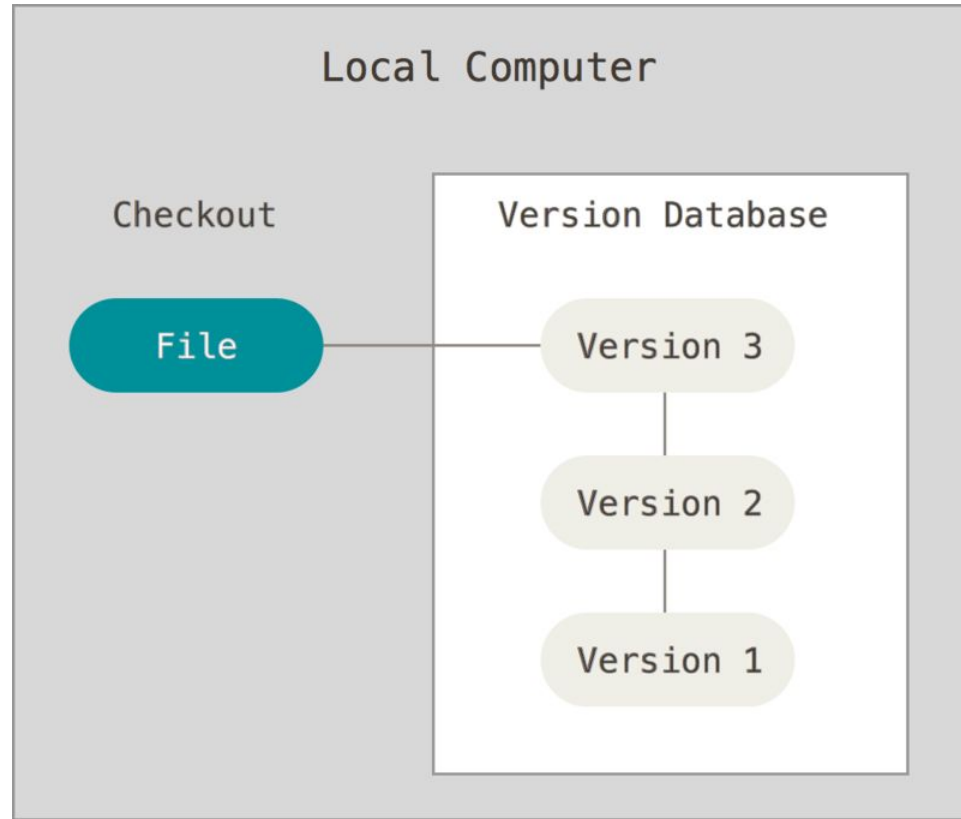 Local Computer
Checkout
Version Database
File
Version 3
Version 2
Version 1